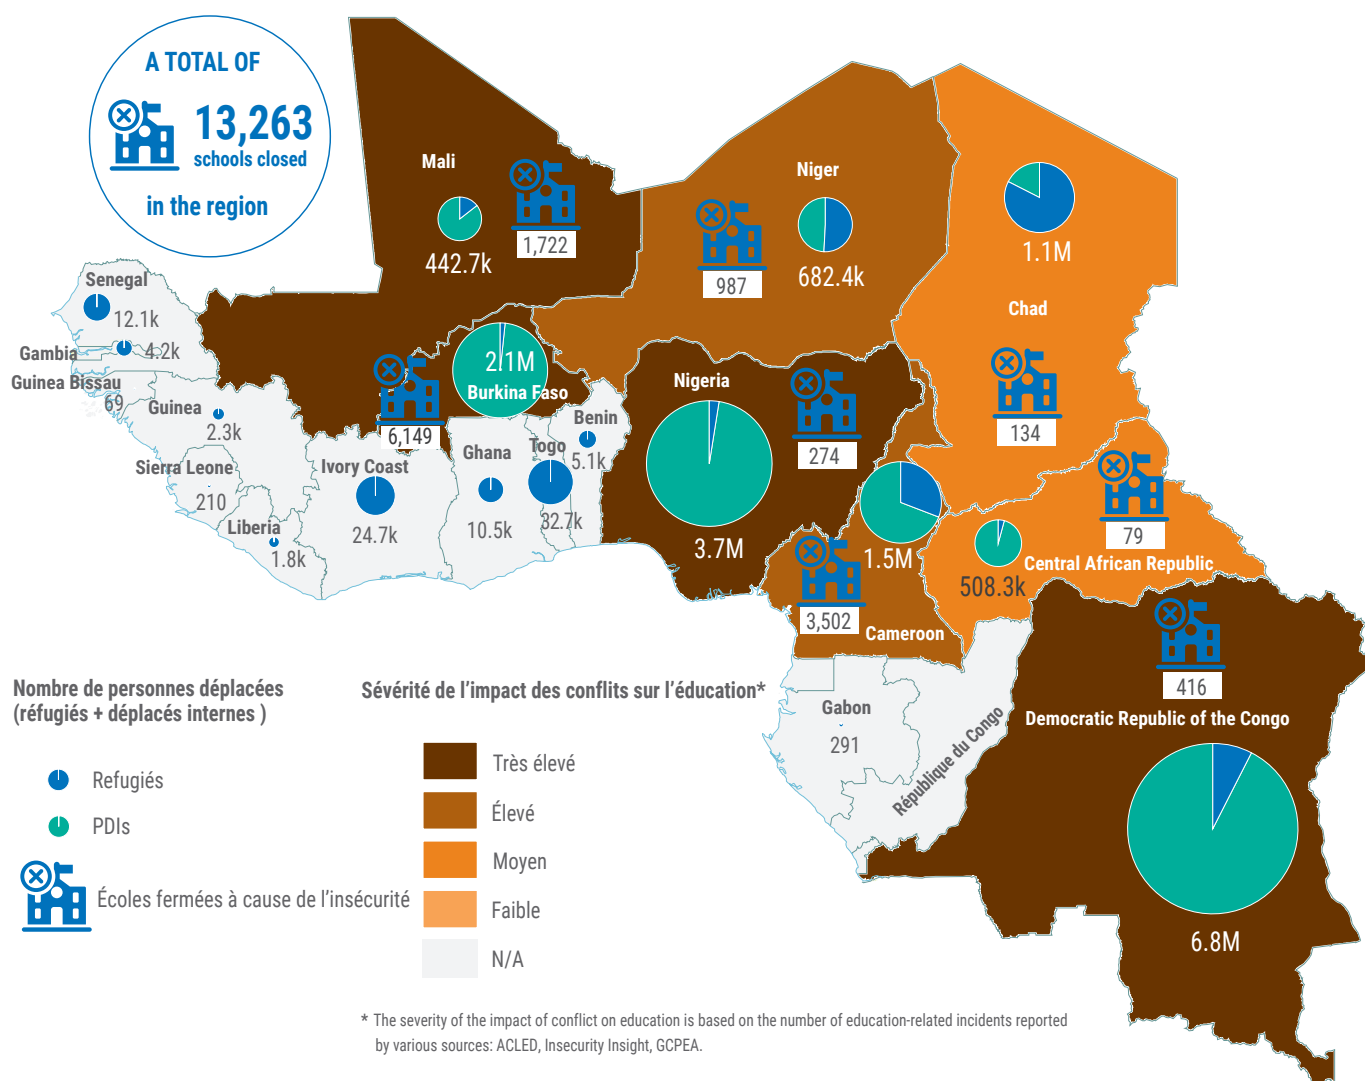 A TOTAL OF
13,263
schools closed
in the region
Mali
1,722
442.7k
Niger
987
682.4k
1.1M
Chad
134
Senegal
12.1k
Gambia
4.2k
Guinea Bissau
69
Guinea
2.3k
Sierra Leone
210
Liberia
1.8k
Ivory Coast
24.7k
6,149
2.1M
Burkina Faso
Ghana
10.5k
Togo
32.7k
Benin
5.1k
Nigeria
274
3.7M
1.5M
3,502
Cameroon
79
Central African Republic
508.3k
416
Democratic Republic of the Congo
6.8M
Gabon
291
République du Congo
Nombre de personnes déplacées
(réfugiés + déplacés internes )
Refugiés
PDIs
Écoles fermées à cause de l'insécurité
Sévérité de l'impact des conflits sur l'éducation*
Très élevé
Élevé
Moyen
Faible
N/A
* The severity of the impact of conflict on education is based on the number of education-related incidents reported
by various sources: ACLED, Insecurity Insight, GCPEA.